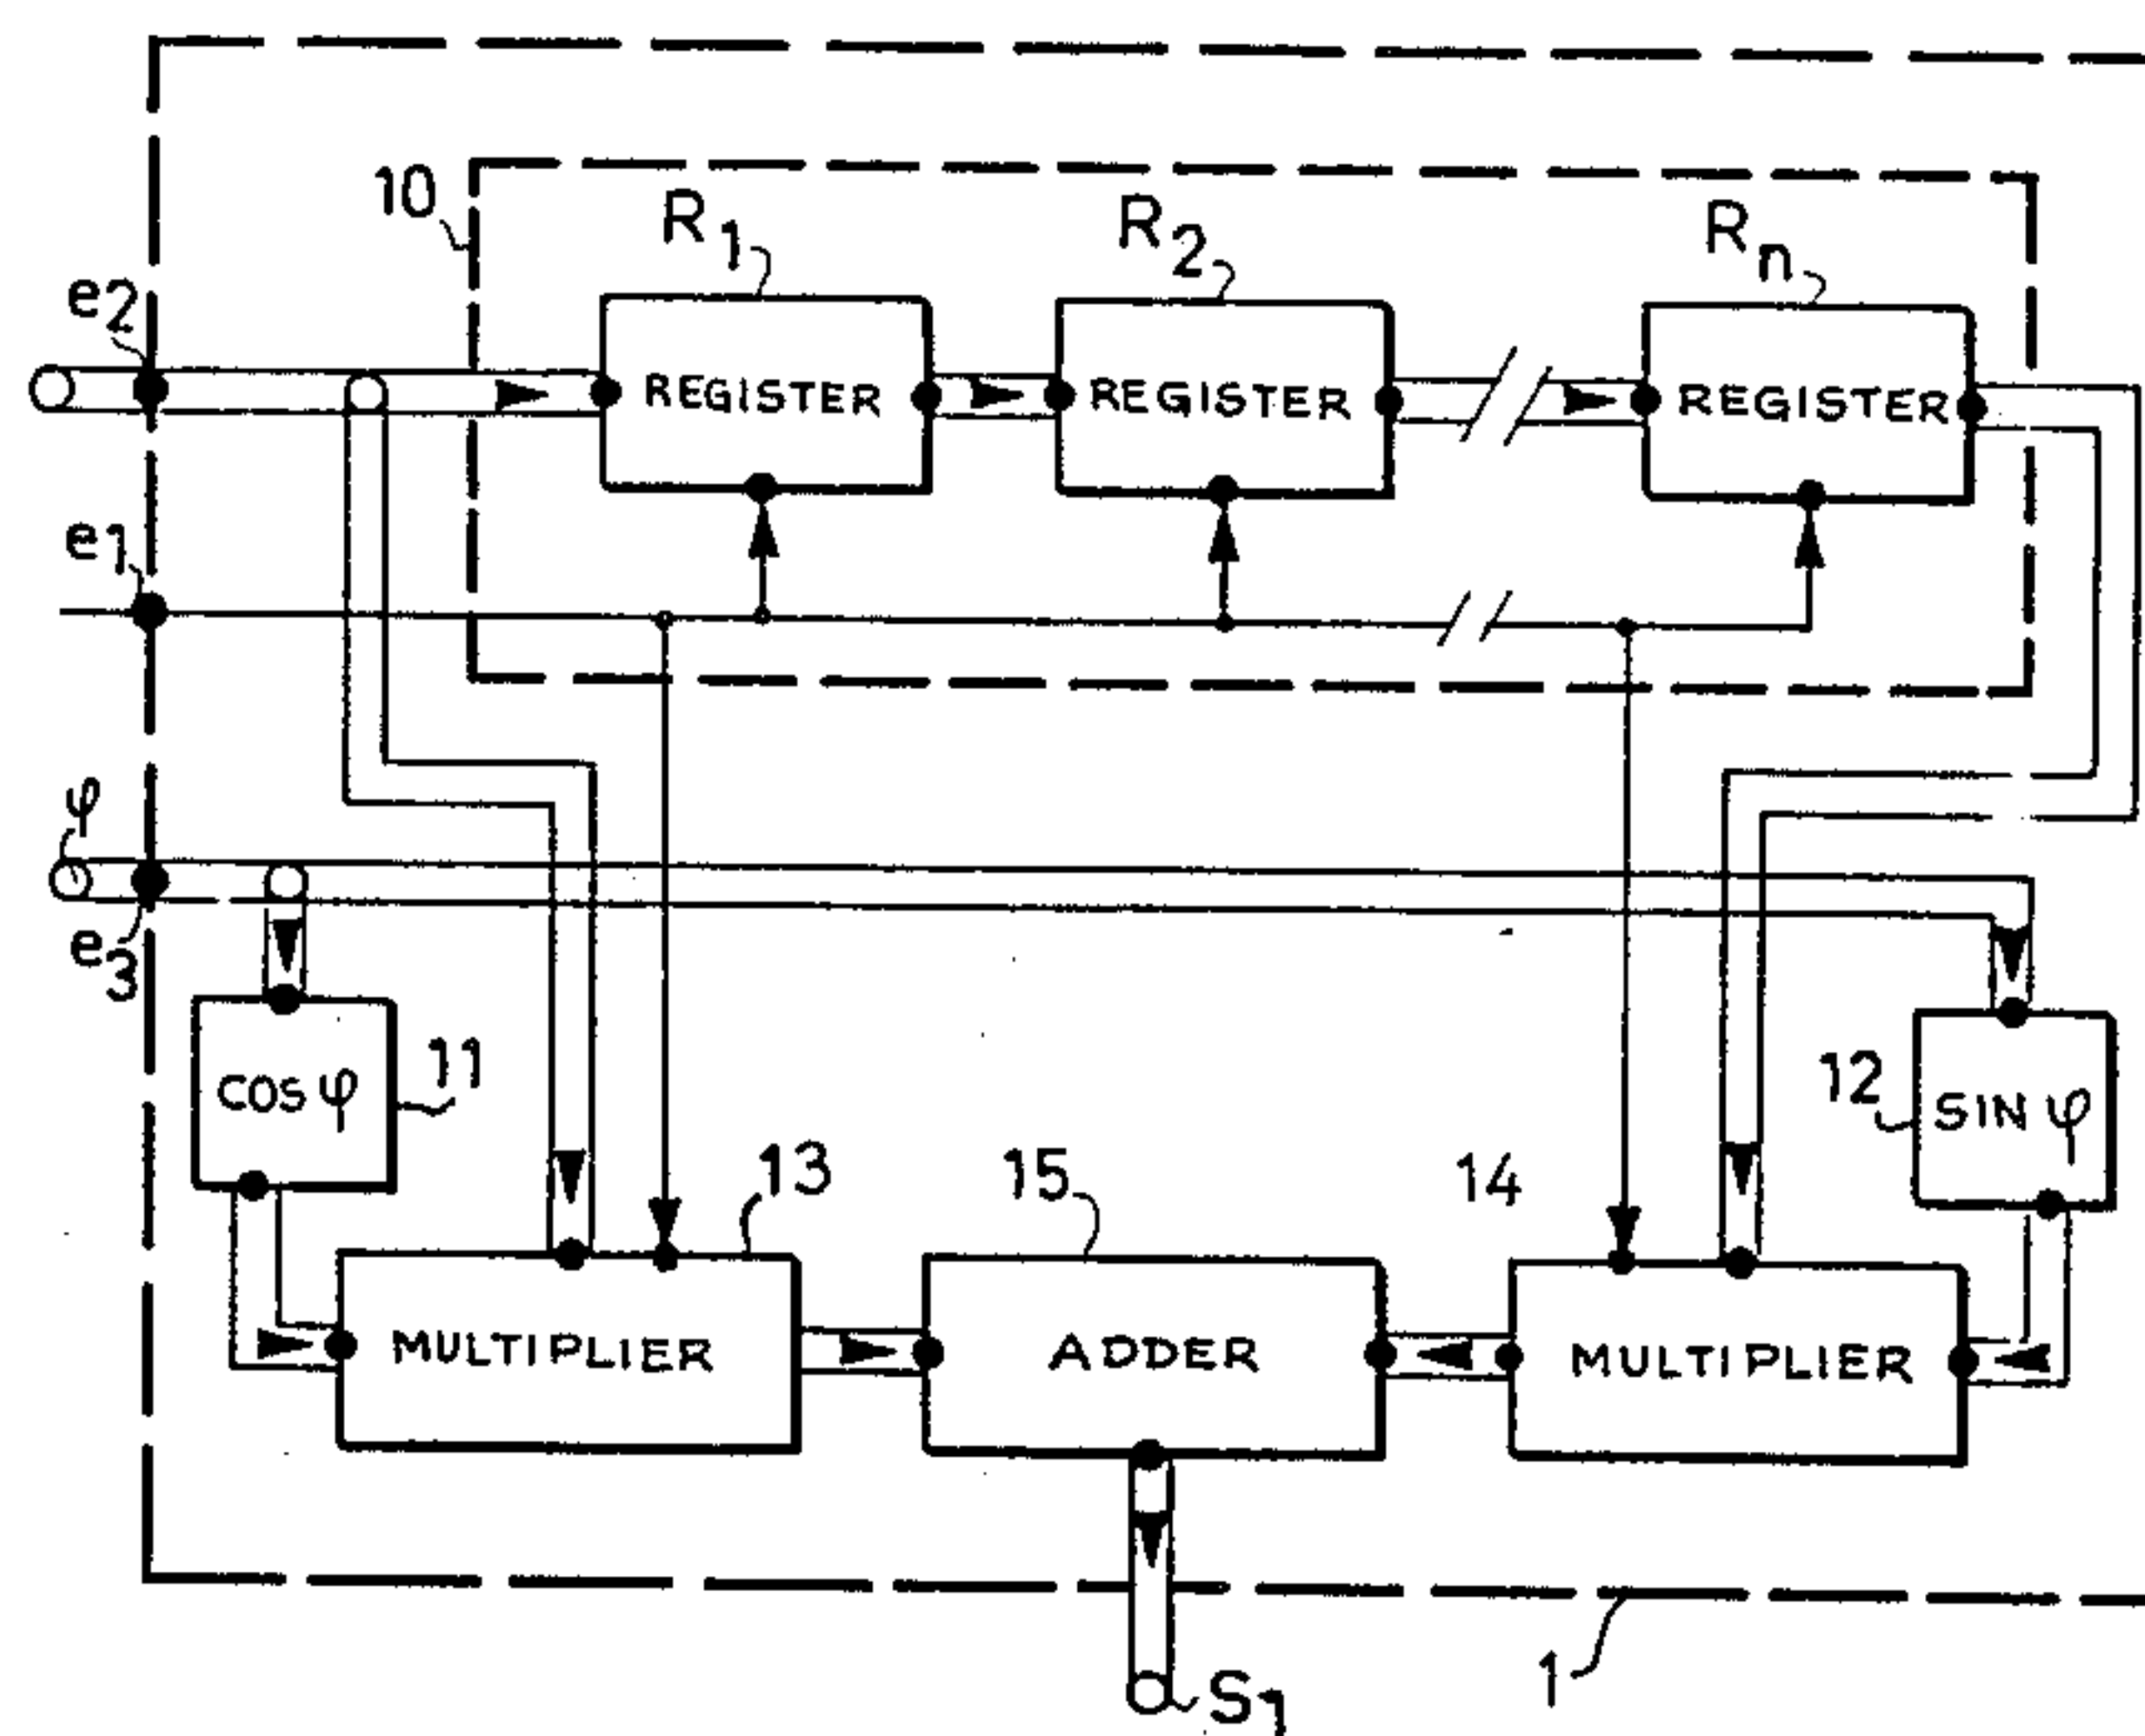 10
R1
R2
Rn
e2
REGISTER
REGISTER
REGISTER
e1
φ
e3
COS φ
11
12
SIN φ
13
15
14
MULTIPLIER
ADDER
MULTIPLIER
1
S1